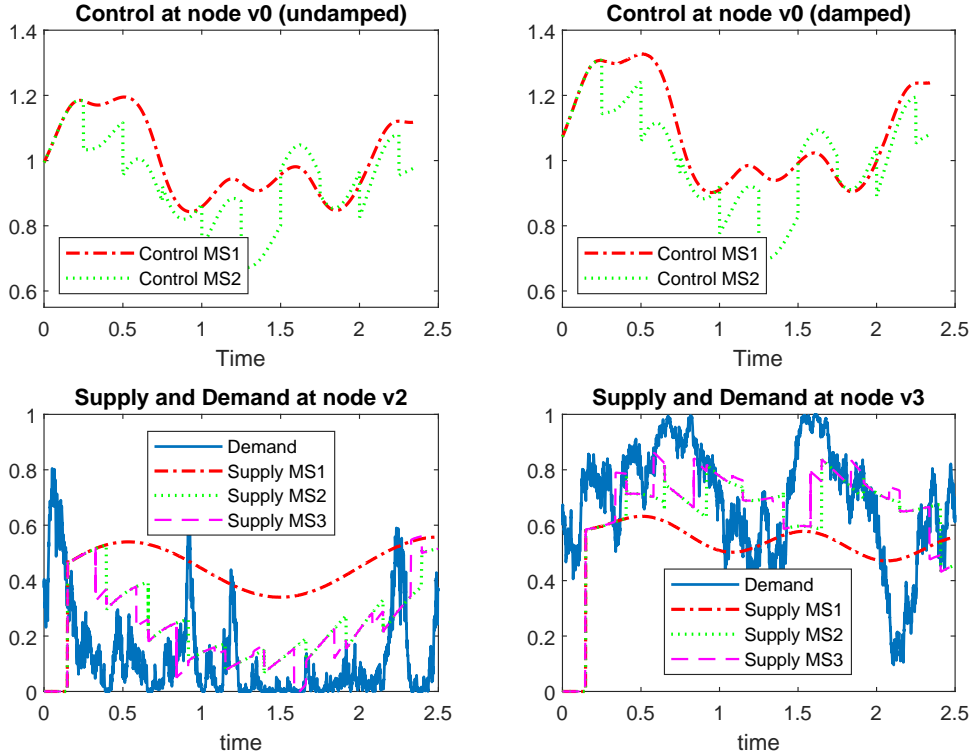 Control at node v0 (undamped)
1.4
1.2
1
0.8
0.6
Control MS1
Control MS2
0
0.5
1
1.5
2
2.5
Time
Control at node v0 (damped)
1.4
1.2
1
0.8
0.6
Control MS1
Control MS2
0
0.5
1
1.5
2
2.5
Time
Supply and Demand at node v2
1
0.8
0.6
0.4
0.2
0
Demand
Supply MS1
Supply MS2
Supply MS3
0
0.5
1
1.5
2
2.5
time
Supply and Demand at node v3
1
0.8
0.6
0.4
0.2
0
Demand
Supply MS1
Supply MS2
Supply MS3
0
0.5
1
1.5
2
2.5
time